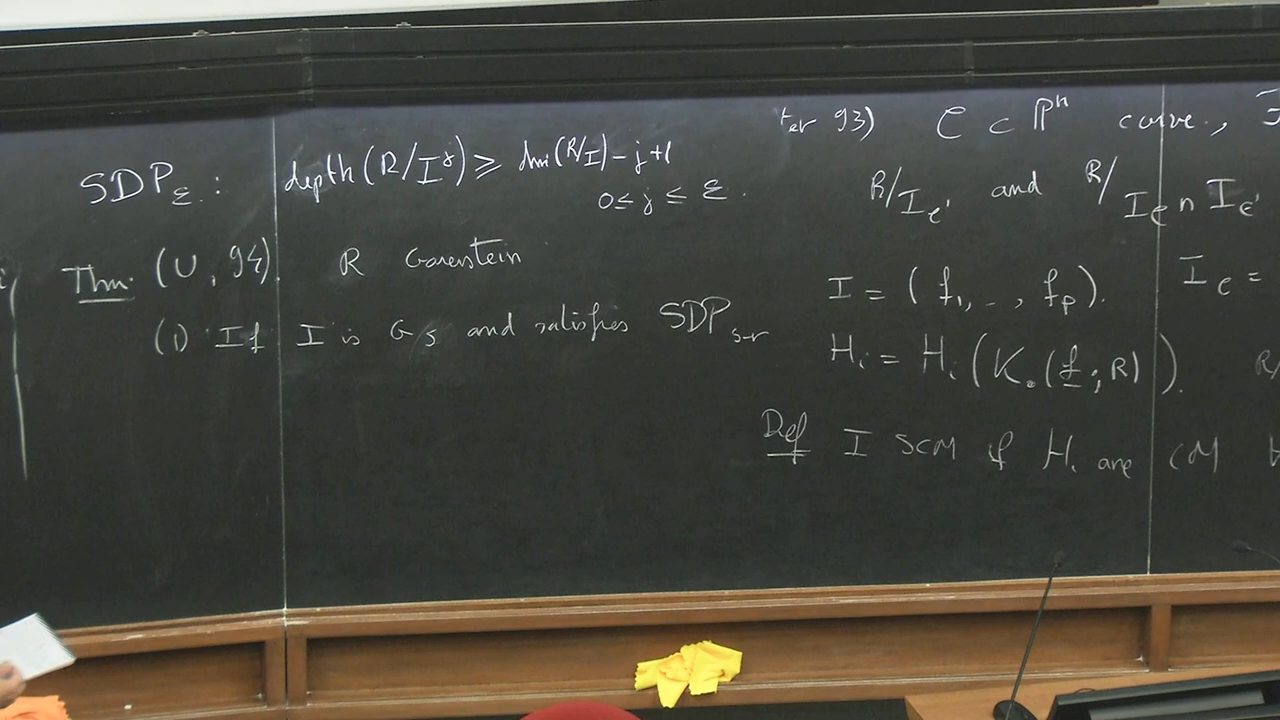 SDP_ε : depth(R/I^j) ≥ dim(R/I) - j + 1
0 ≤ j ≤ ε.
Thm. (U, 94). R Gorenstein
(1) If I is G_s and satisfies SDP_{s-r}
ter 93) C ⊂ ℙ^n curve.,
R/I_{C'} and R/I_C ∩ I_{C'}
I = (f_1, .., f_p). I_C =
H_i = H_i (K_•(f; R)). R/
Def I SCM if H_i are CM